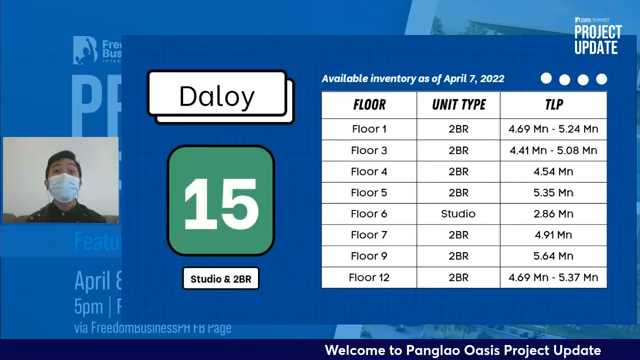 PROJECT
UPDATE
Available inventory as of April 7, 2022
Daloy
15
Studio & 2BR
FLOOR UNIT TYPE TLP
Floor 1 2BR 4.69 Mn - 5.24 Mn
Floor 3 2BR 4.41 Mn - 5.08 Mn
Floor 4 2BR 4.54 Mn
Floor 5 2BR 5.35 Mn
Floor 6 Studio 2.86 Mn
Floor 7 2BR 4.91 Mn
Floor 9 2BR 5.64 Mn
Floor 12 2BR 4.69 Mn - 5.37 Mn
Free
Bus
PR
Featu
April 8
5pm | F
via FreedomBusinessPH FB Page
Welcome to Panglao Oasis Project Update